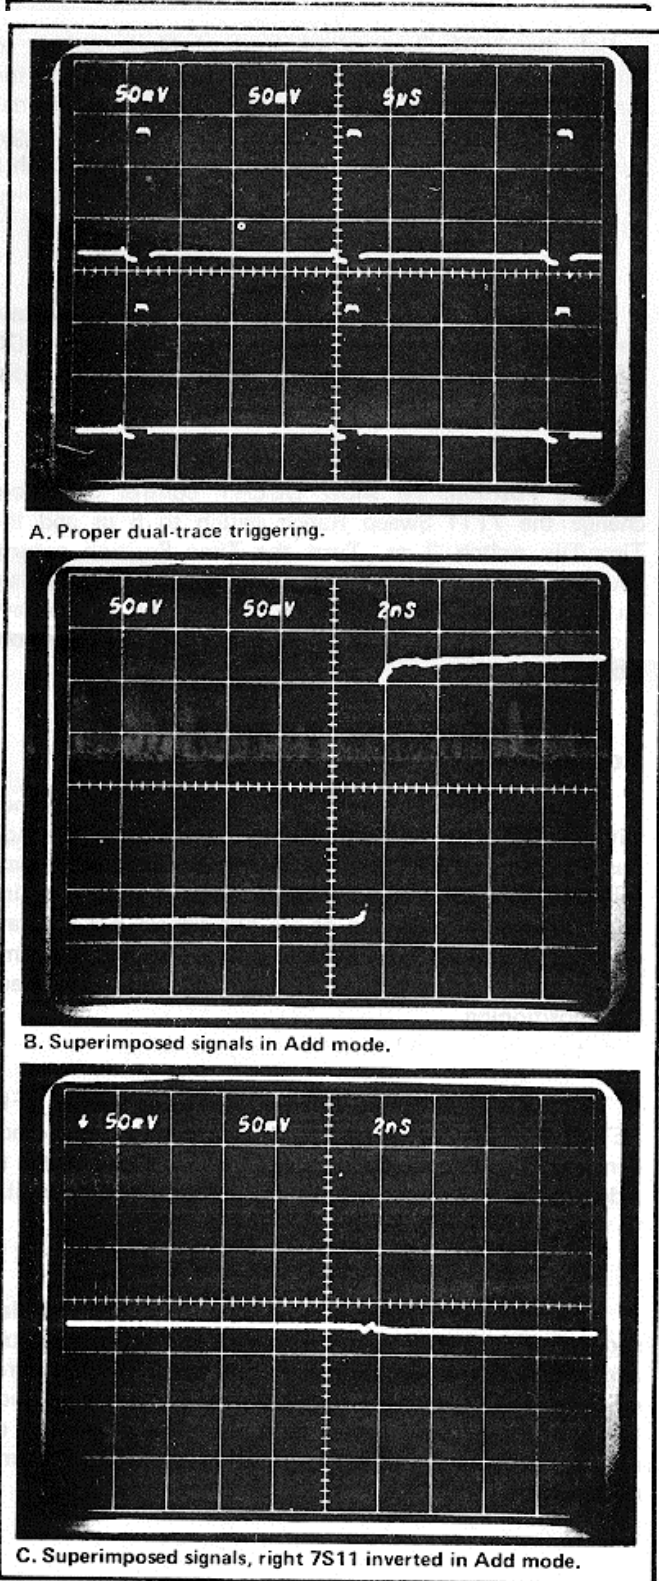 50mV 50mV 5µS
A. Proper dual-trace triggering.
50mV 50mV 2nS
B. Superimposed signals in Add mode.
↓ 50mV 50mV 2nS
C. Superimposed signals, right 7S11 inverted in Add mode.